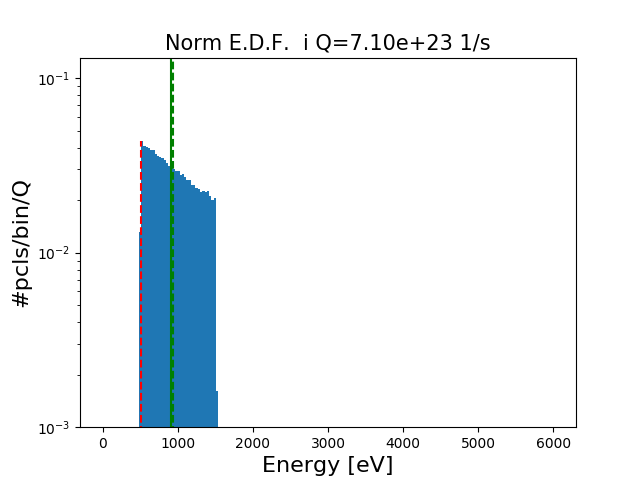 Norm E.D.F.  i Q=7.10e+23 1/s
#pcls/bin/Q
10⁻¹
10⁻²
10⁻³
0 1000 2000 3000 4000 5000 6000
Energy [eV]